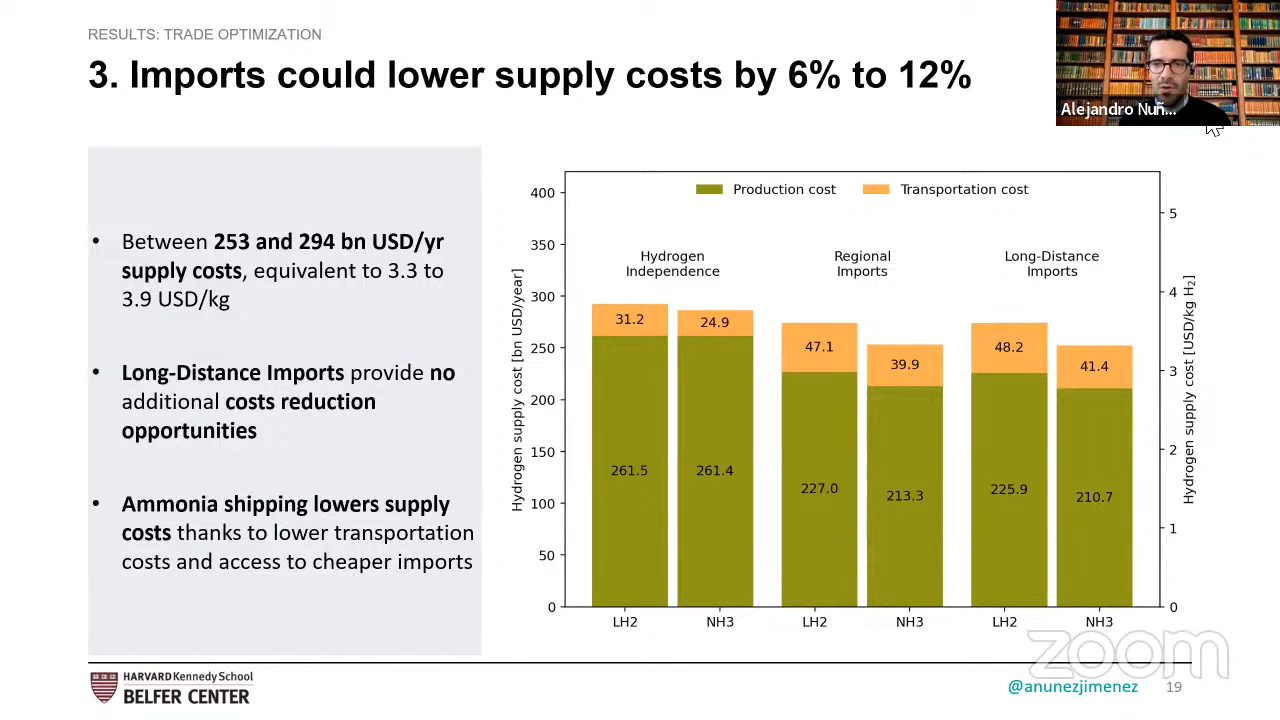 RESULTS: TRADE OPTIMIZATION
3. Imports could lower supply costs by 6% to 12%
Alejandro Nuñ...
• Between 253 and 294 bn USD/yr
supply costs, equivalent to 3.3 to
3.9 USD/kg
• Long-Distance Imports provide no
additional costs reduction
opportunities
• Ammonia shipping lowers supply
costs thanks to lower transportation
costs and access to cheaper imports
Production cost
Transportation cost
Hydrogen
Independence
Regional
Imports
Long-Distance
Imports
Hydrogen supply cost [bn USD/year]
400
350
300
250
200
150
100
50
0
31.2
24.9
47.1
39.9
48.2
41.4
261.5
261.4
227.0
213.3
225.9
210.7
LH2
NH3
LH2
NH3
LH2
NH3
5
4
3
2
1
0
Hydrogen supply cost [USD/kg H₂]
zoom
HARVARD Kennedy School
BELFER CENTER
@anunezjimenez
19